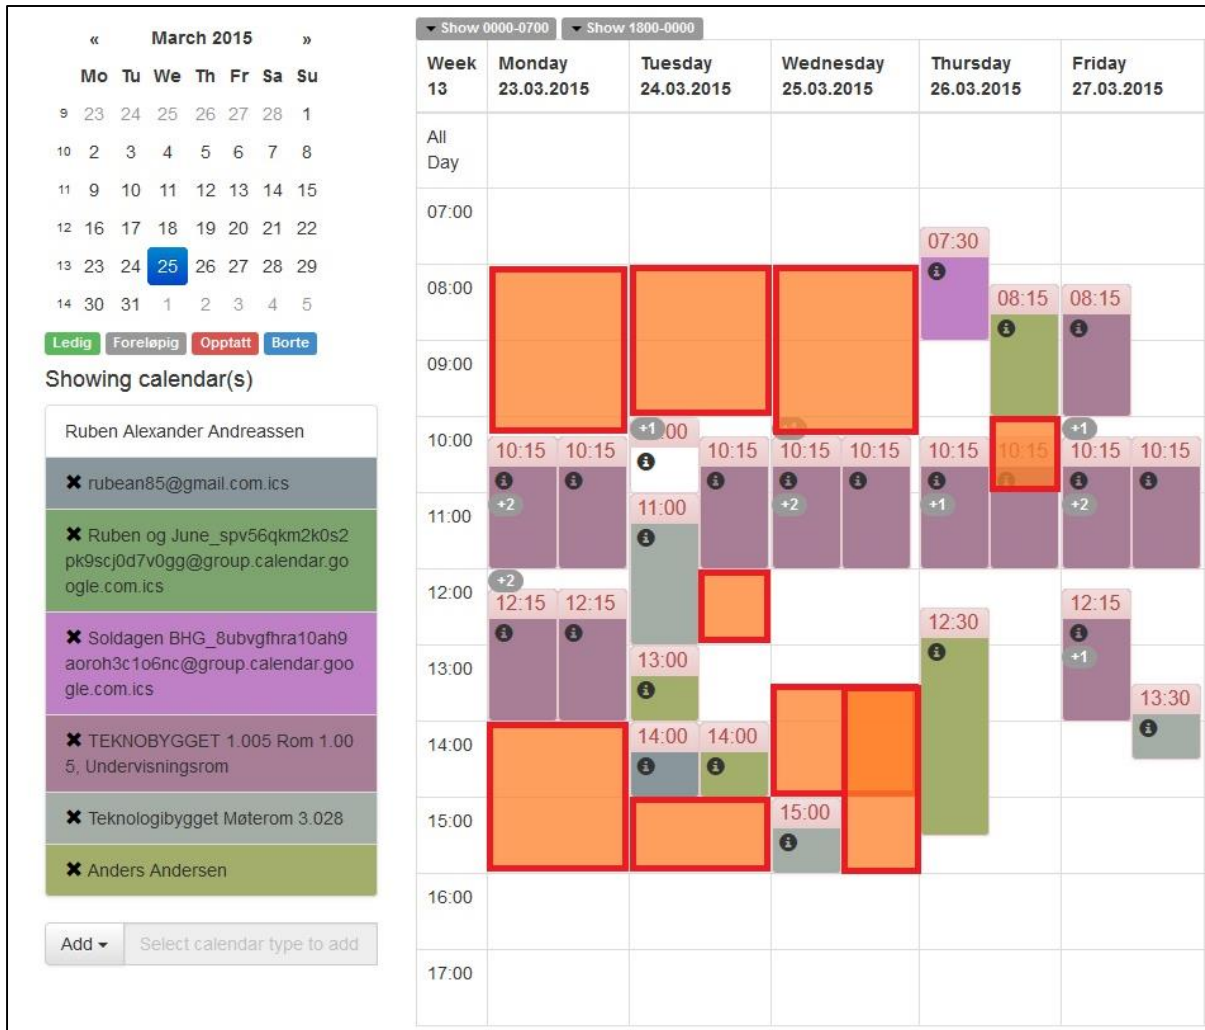 « March 2015 »
Mo Tu We Th Fr Sa Su
9 23 24 25 26 27 28 1
10 2 3 4 5 6 7 8
11 9 10 11 12 13 14 15
12 16 17 18 19 20 21 22
13 23 24 25 26 27 28 29
14 30 31 1 2 3 4 5
Ledig Foreløpig Opptatt Borte
Showing calendar(s)
Ruben Alexander Andreassen
✖ rubean85@gmail.com.ics
✖ Ruben og June_spv56qkm2k0s2
pk9scj0d7v0gg@group.calendar.go
ogle.com.ics
✖ Soldagen BHG_8ubvgfhra10ah9
aoroh3c1o6nc@group.calendar.goo
gle.com.ics
✖ TEKNOBYGGET 1.005 Rom 1.00
5, Undervisningsrom
✖ Teknologibygget Møterom 3.028
✖ Anders Andersen
Add Select calendar type to add
Show 0000-0700 Show 1800-0000
Week Monday Tuesday Wednesday Thursday Friday
13 23.03.2015 24.03.2015 25.03.2015 26.03.2015 27.03.2015
All
Day
07:00
07:30
08:00
08:15 08:15
09:00
10:00 +1 :00 +1
10:15 10:15 10:15 10:15 10:15 10:15 10:15 10:15 10:15
+2 +2 +1 +2
11:00 11:00
12:00 +2
12:15 12:15 12:30 12:15
13:00 13:00 +1
13:30
14:00 14:00 14:00
15:00 15:00
16:00
17:00